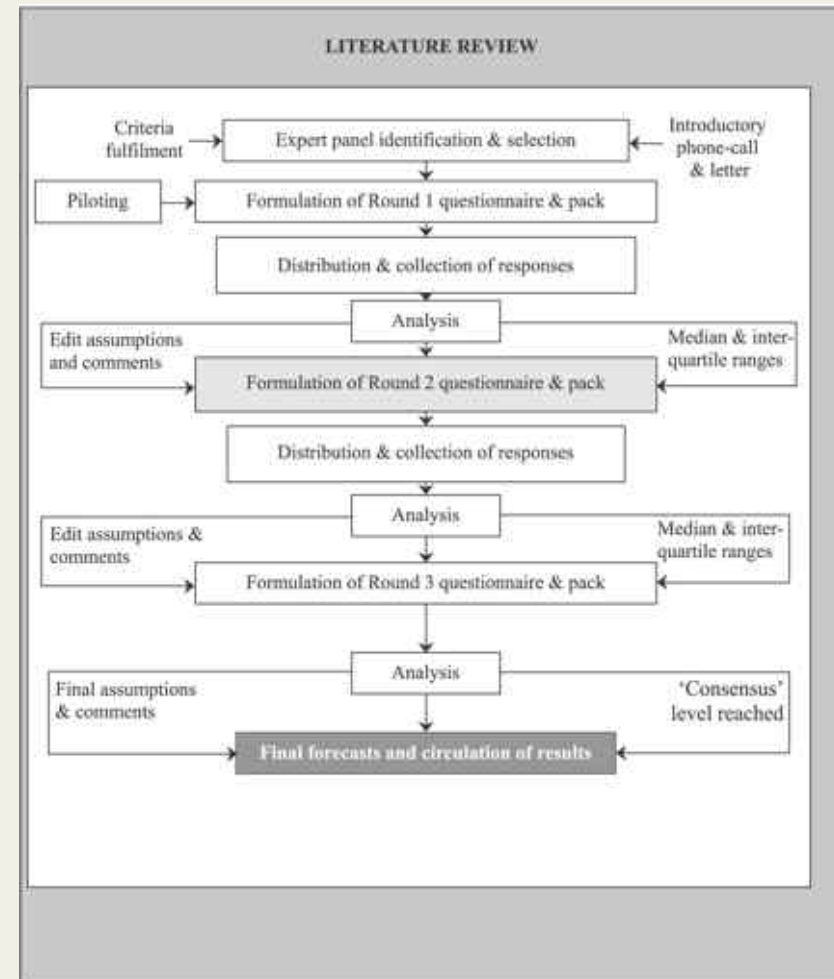 LITERATURE REVIEW
Criteria
fulfilment
Expert panel identification & selection
Introductory
phone-call
& letter
Piloting
Formulation of Round 1 questionnaire & pack
Distribution & collection of responses
Analysis
Edit assumptions
and comments
Median & inter-
quartile ranges
Formulation of Round 2 questionnaire & pack
Distribution & collection of responses
Analysis
Edit assumptions &
comments
Median & inter-
quartile ranges
Formulation of Round 3 questionnaire & pack
Analysis
Final assumptions
& comments
‘Consensus’
level reached
Final forecasts and circulation of results